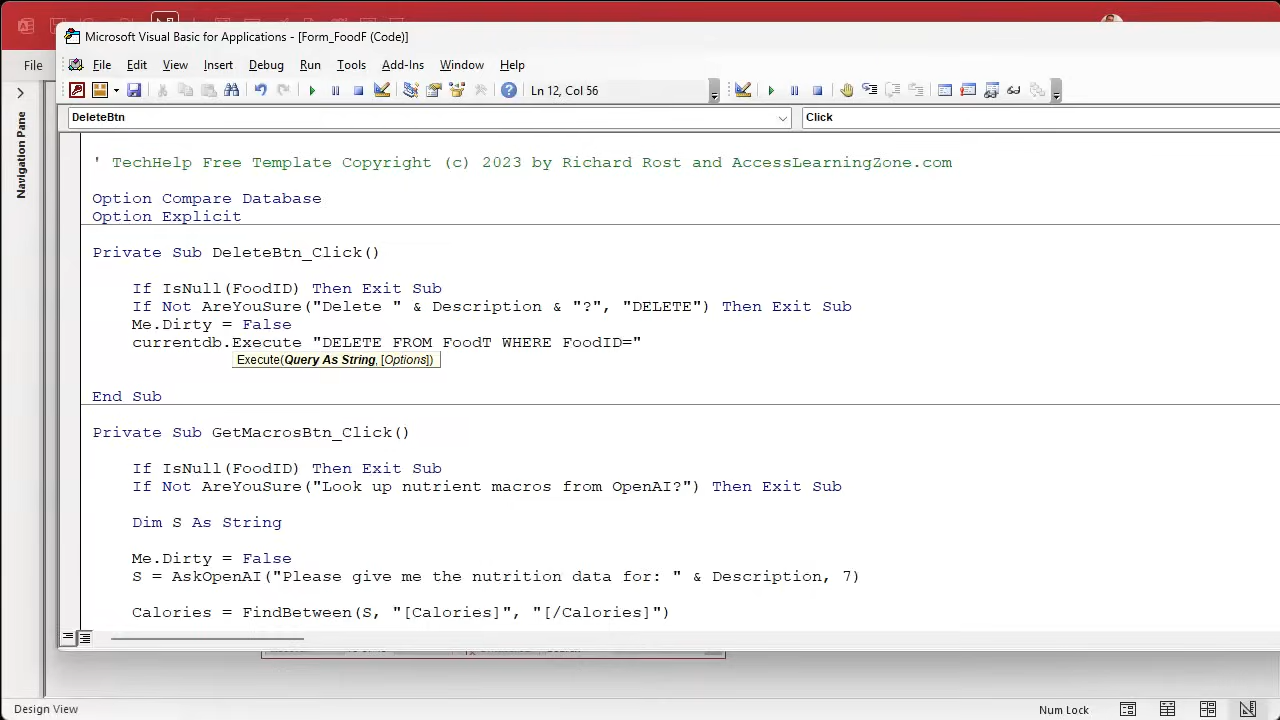 Microsoft Visual Basic for Applications - [Form_FoodF (Code)]
File
File Edit View Insert Debug Run Tools Add-Ins Window Help
Ln 12, Col 56
DeleteBtn
Click
Navigation Pane
' TechHelp Free Template Copyright (c) 2023 by Richard Rost and AccessLearningZone.com
Option Compare Database
Option Explicit
Private Sub DeleteBtn_Click()
If IsNull(FoodID) Then Exit Sub
If Not AreYouSure("Delete " & Description & "?", "DELETE") Then Exit Sub
Me.Dirty = False
currentdb.Execute "DELETE FROM FoodT WHERE FoodID="
Execute(Query As String, [Options])
End Sub
Private Sub GetMacrosBtn_Click()
If IsNull(FoodID) Then Exit Sub
If Not AreYouSure("Look up nutrient macros from OpenAI?") Then Exit Sub
Dim S As String
Me.Dirty = False
S = AskOpenAI("Please give me the nutrition data for: " & Description, 7)
Calories = FindBetween(S, "[Calories]", "[/Calories]")
Design View
Num Lock